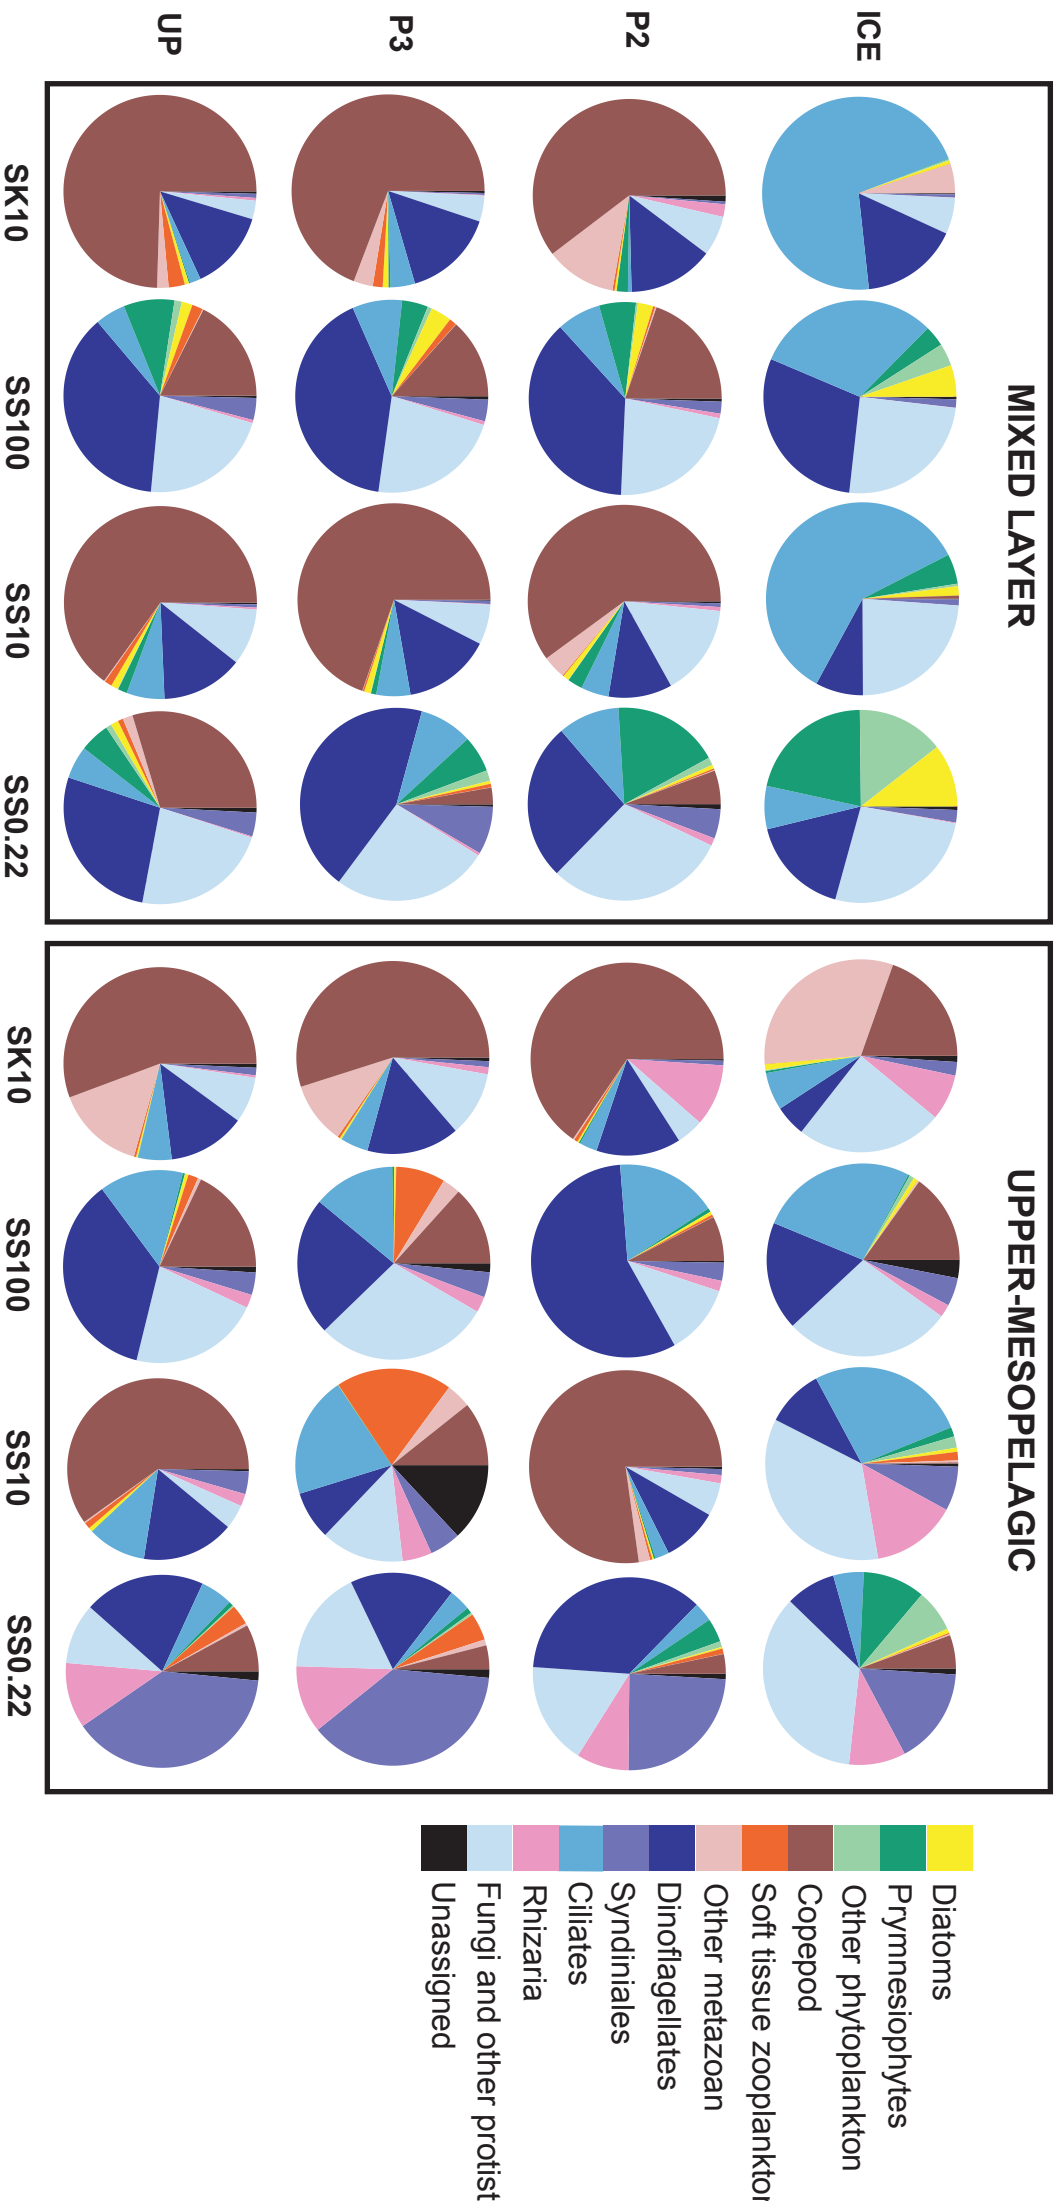 MIXED LAYER
UPPER-MESOPELAGIC
ICE
P2
P3
UP
SK10
SS100
SS10
SS0.22
SK10
SS100
SS10
SS0.22
Diatoms
Prymnesiophytes
Other phytoplankton
Copepod
Soft tissue zooplankton
Other metazoan
Dinoflagellates
Syndiniales
Ciliates
Rhizaria
Fungi and other protist
Unassigned